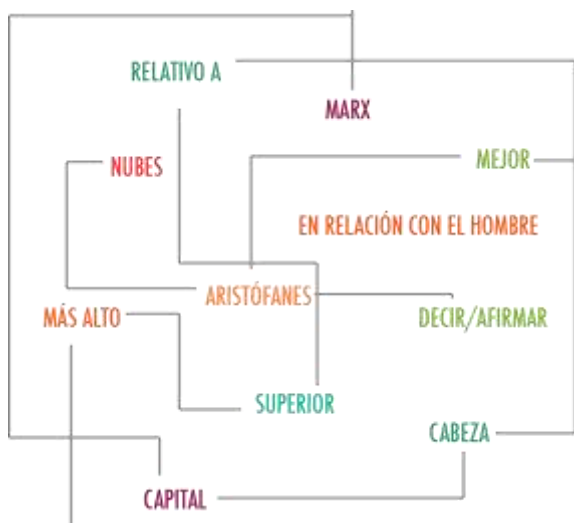 RELATIVO A
MARX
MEJOR
NUBES
EN RELACIÓN CON EL HOMBRE
ARISTÓFANES
MÁS ALTO
DECIR/AFIRMAR
SUPERIOR
CABEZA
CAPITAL